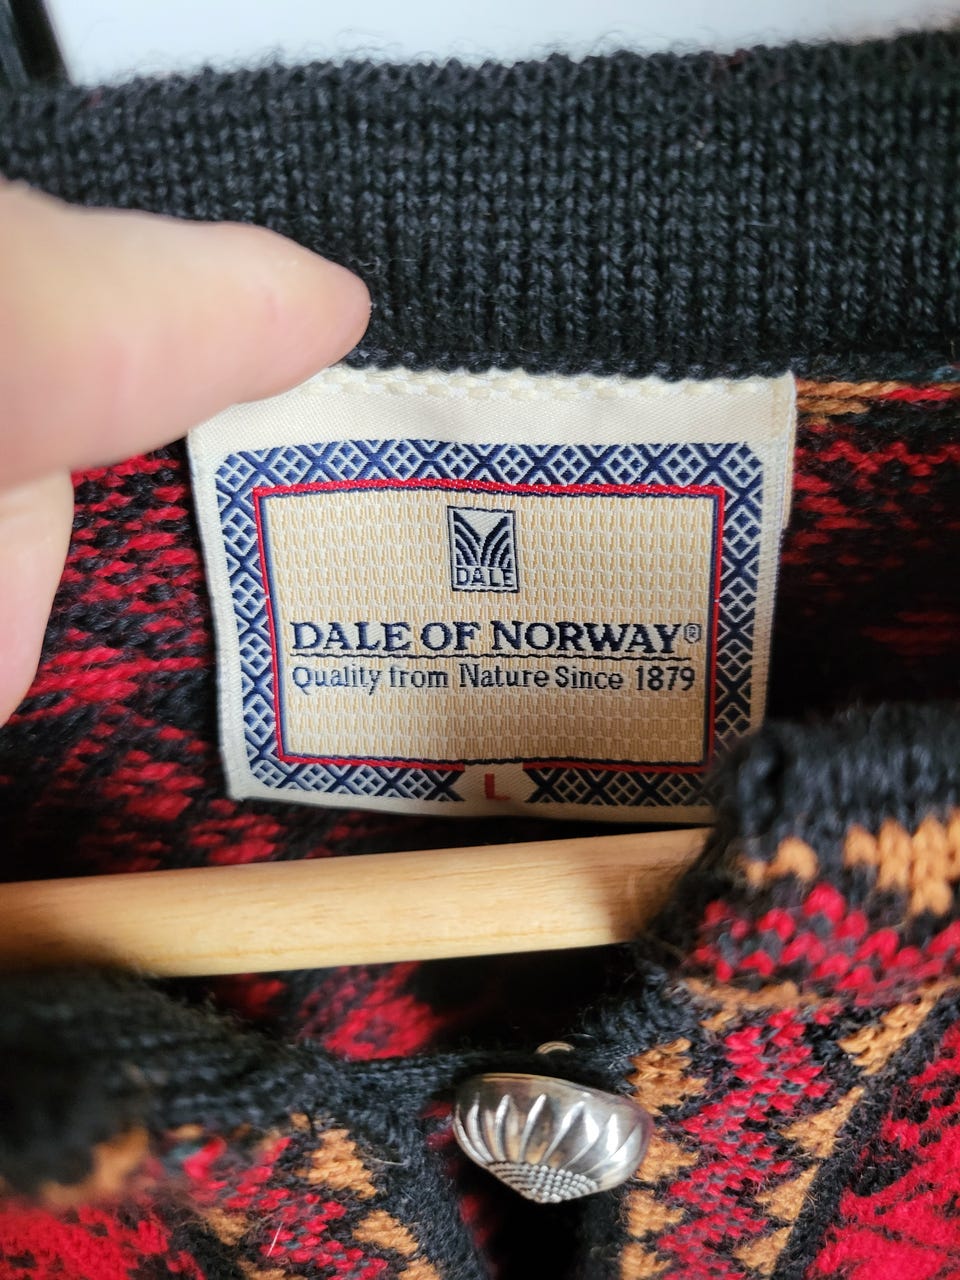 DALE
DALE OF NORWAY®
Quality from Nature Since 1879
L